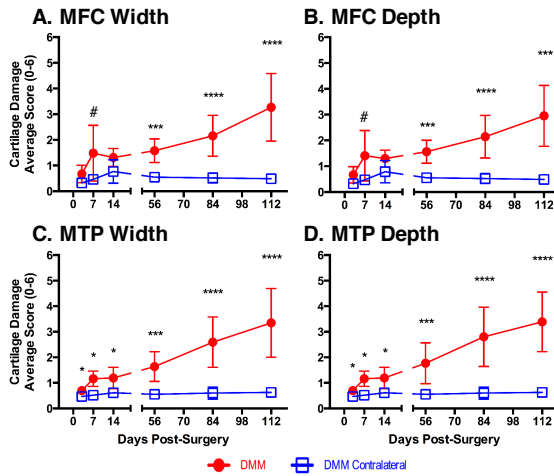 A. MFC Width
B. MFC Depth
Cartilage Damage
Average Score (0-6)
6
5
4
3
2
1
0
#
***
****
****
0 7 14 56 70 84 98 112
6
5
4
3
2
1
0
#
***
****
***
0 7 14 56 70 84 98 112
C. MTP Width
D. MTP Depth
Cartilage Damage
Average Score (0-6)
6
5
4
3
2
1
0
* * *
***
****
****
0 7 14 56 70 84 98 112
6
5
4
3
2
1
0
* * *
***
****
****
0 7 14 56 70 84 98 112
Days Post-Surgery
Days Post-Surgery
DMM
DMM Contralateral